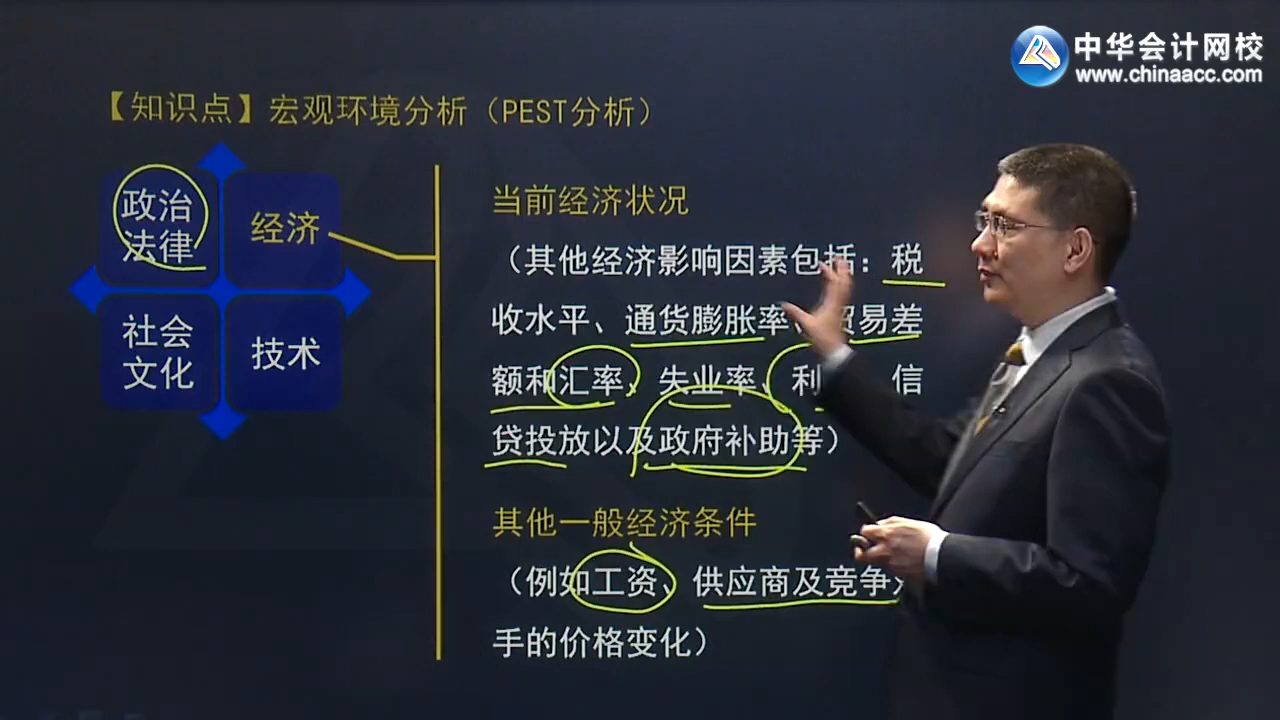 中华会计网校
www.chinaacc.com
【知识点】宏观环境分析（PEST分析）
政治
法律
经济
社会
文化
技术
当前经济状况
（其他经济影响因素包括：税
收水平、通货膨胀率、贸易差
额和汇率、失业率、利 信
贷投放以及政府补助等）
其他一般经济条件
（例如工资、供应商及竞争
手的价格变化）